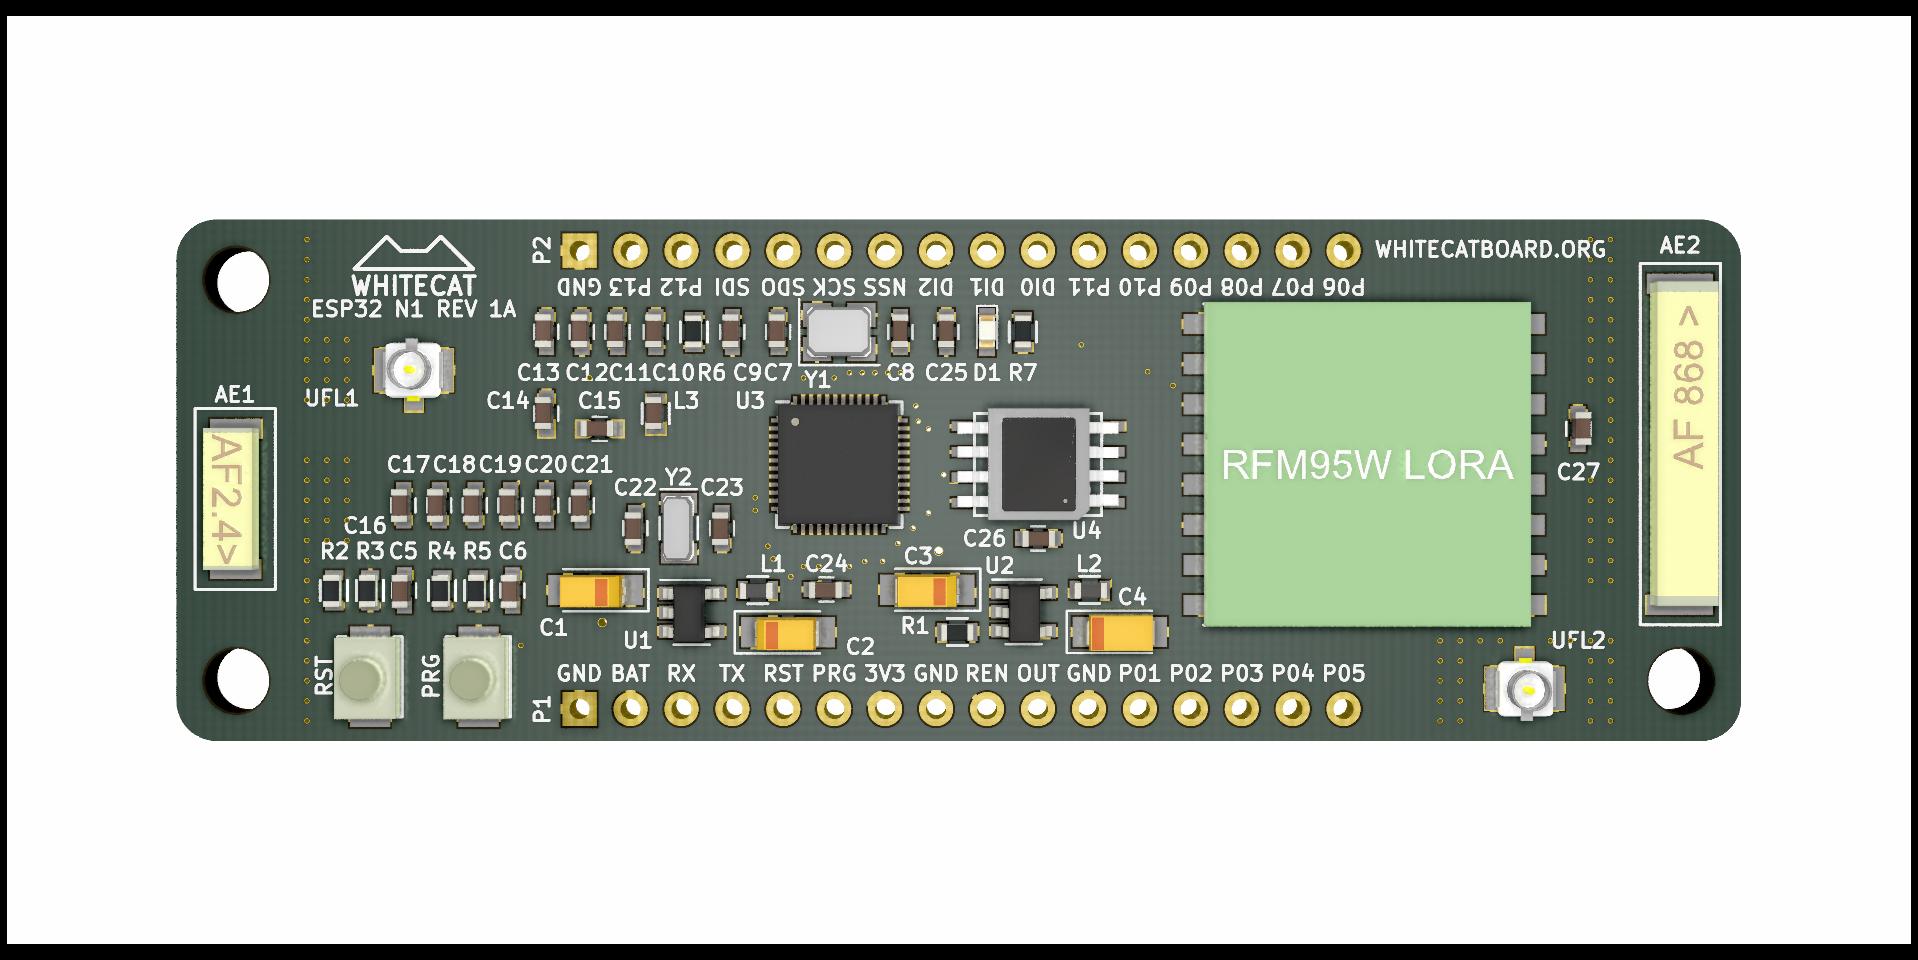 P2
WHITECATBOARD.ORG
AE2
GND P13 P12 SDI SDO SCK NSS DI2 DI1 DI0 P11 P10 P09 P08 P07 P06
WHITECAT
ESP32 N1 REV 1A
C13 C12 C11 C10 R6 C9 C7 Y1 C8 C25 D1 R7
UFL1
AE1
C14 C15 L3 U3
AF 868 >
AF2.4>
RFM95W LORA
C27
C17 C18 C19 C20 C21
Y2
C22 C23
C16
C26 U4
R2 R3 C5 R4 R5 C6
L1 C24 C3 U2 L2
C4
C1 U1 C2 R1
UFL2
RST PRG
GND BAT RX TX RST PRG 3V3 GND REN OUT GND P01 P02 P03 P04 P05
P1